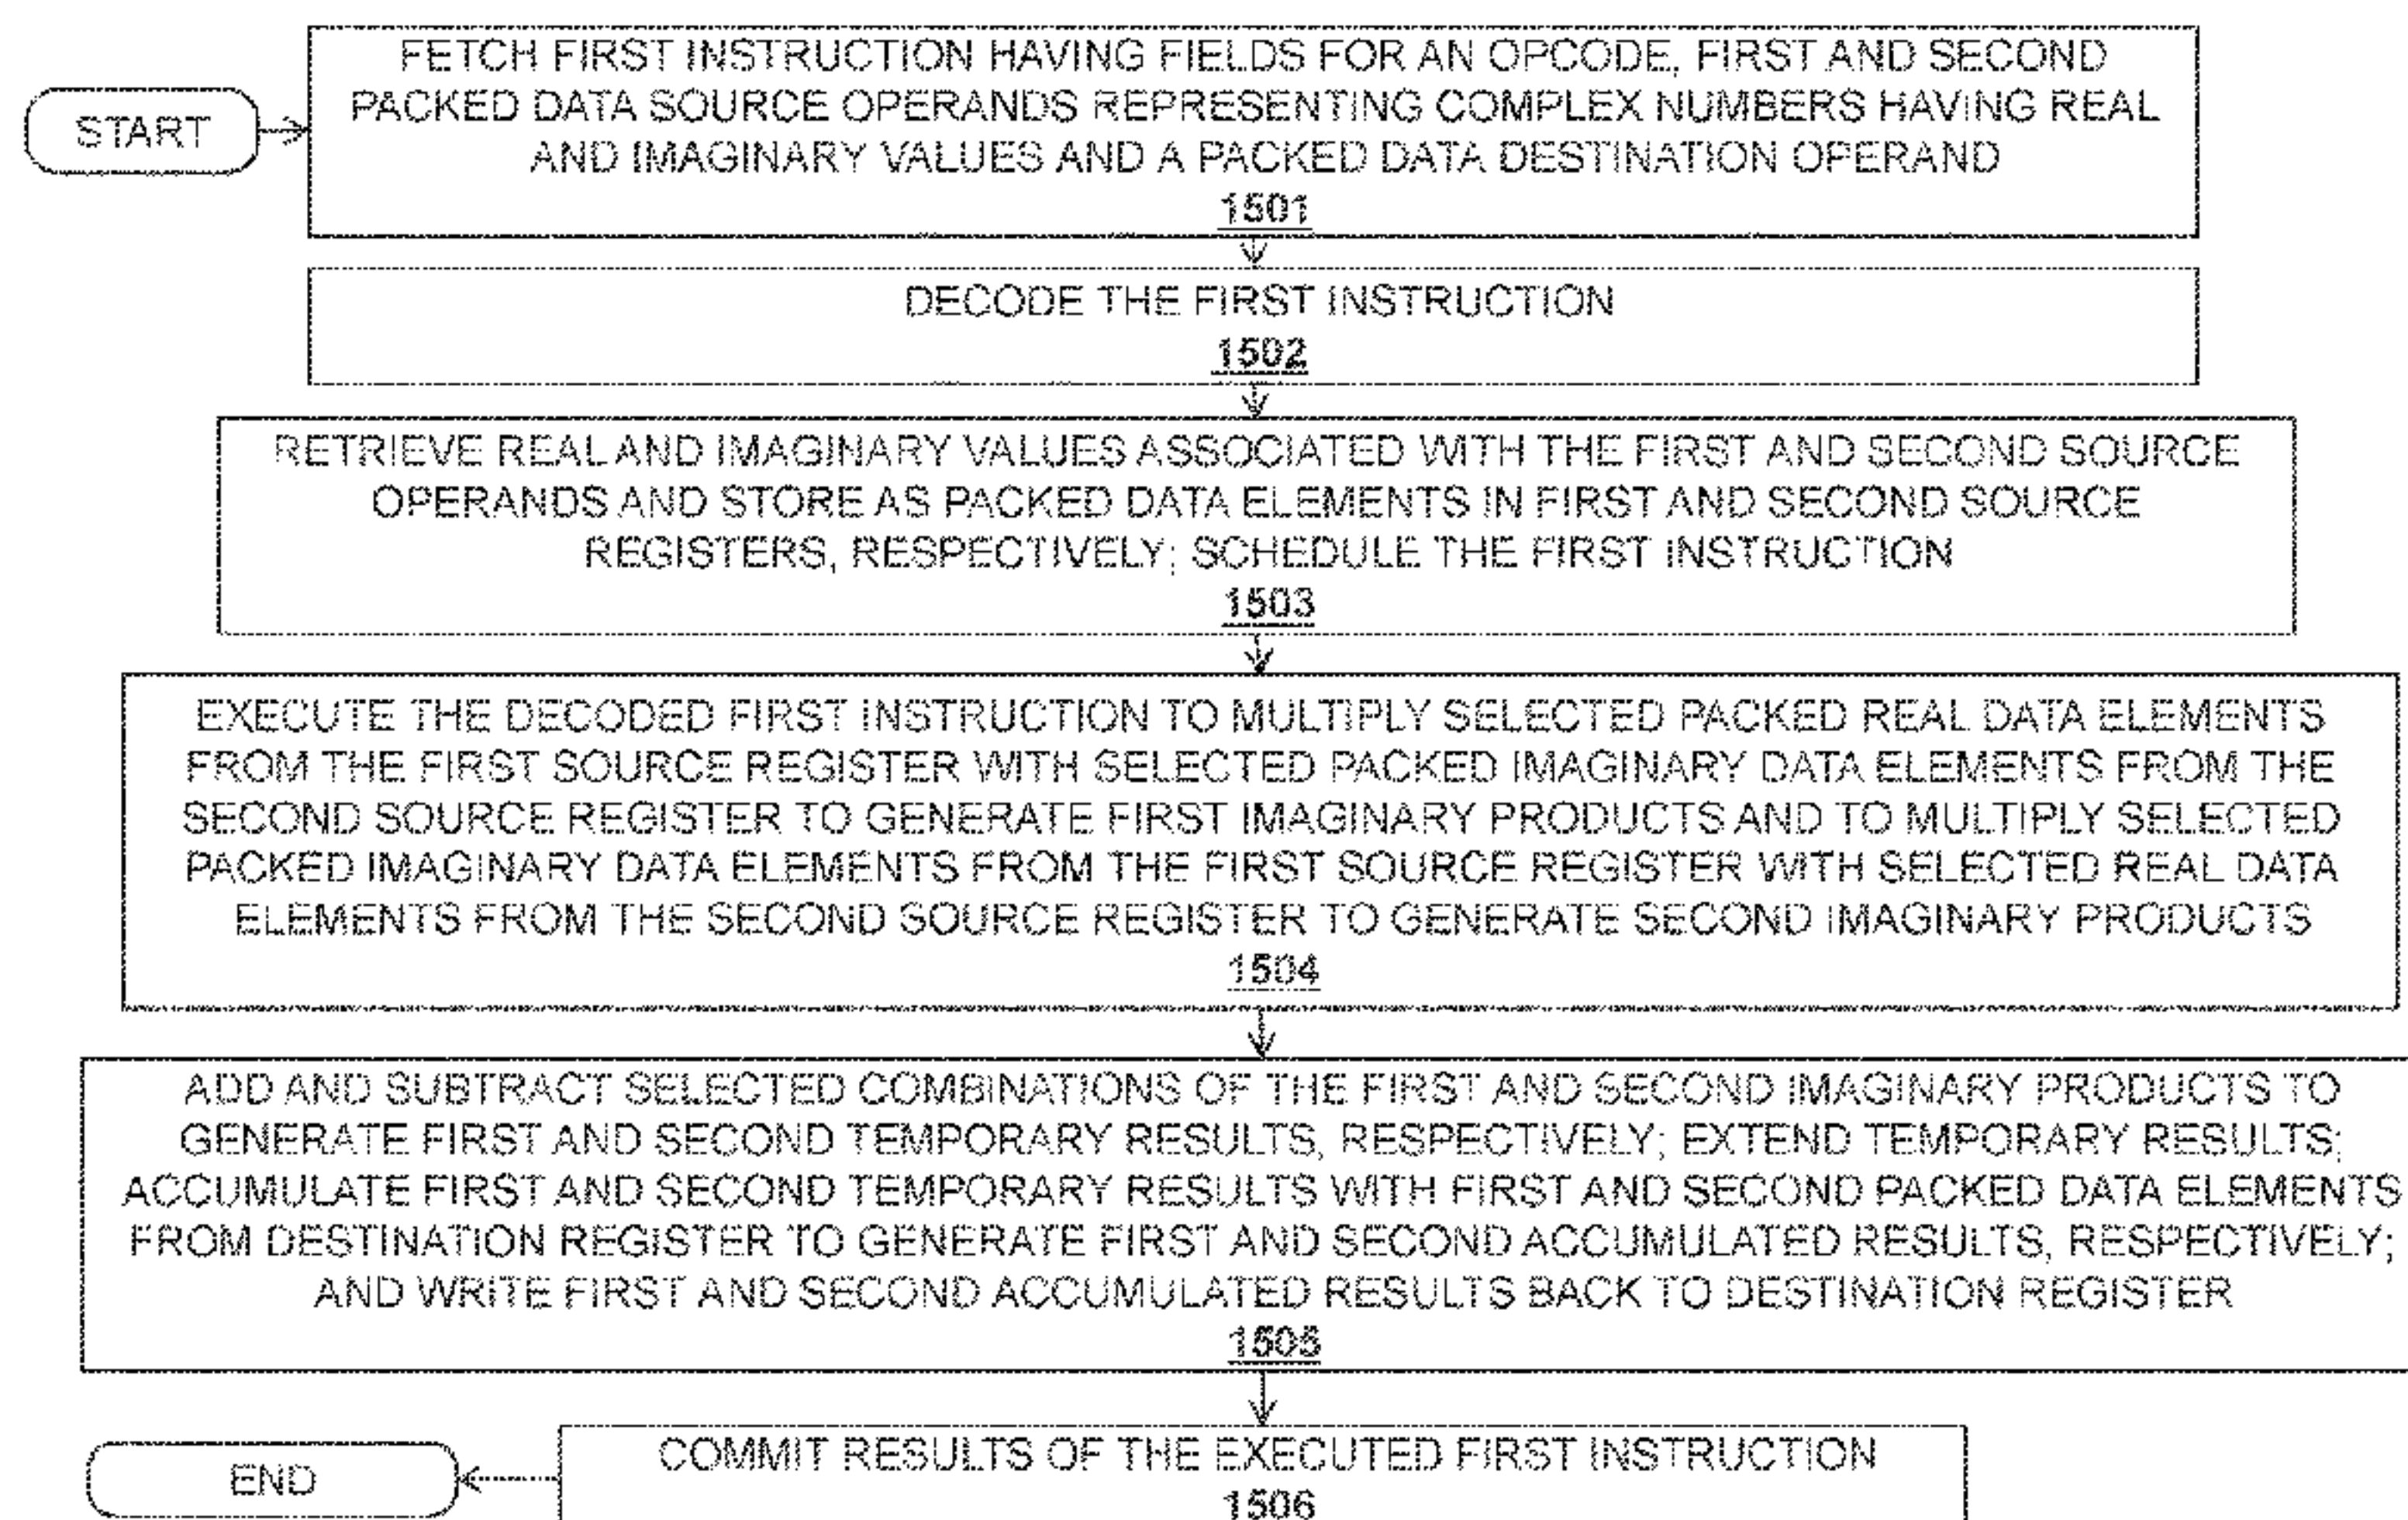 START
FETCH FIRST INSTRUCTION HAVING FIELDS FOR AN OPCODE, FIRST AND SECOND
PACKED DATA SOURCE OPERANDS REPRESENTING COMPLEX NUMBERS HAVING REAL
AND IMAGINARY VALUES AND A PACKED DATA DESTINATION OPERAND
1501
DECODE THE FIRST INSTRUCTION
1502
RETRIEVE REAL AND IMAGINARY VALUES ASSOCIATED WITH THE FIRST AND SECOND SOURCE
OPERANDS AND STORE AS PACKED DATA ELEMENTS IN FIRST AND SECOND SOURCE
REGISTERS, RESPECTIVELY; SCHEDULE THE FIRST INSTRUCTION
1503
EXECUTE THE DECODED FIRST INSTRUCTION TO MULTIPLY SELECTED PACKED REAL DATA ELEMENTS
FROM THE FIRST SOURCE REGISTER WITH SELECTED PACKED IMAGINARY DATA ELEMENTS FROM THE
SECOND SOURCE REGISTER TO GENERATE FIRST IMAGINARY PRODUCTS AND TO MULTIPLY SELECTED
PACKED IMAGINARY DATA ELEMENTS FROM THE FIRST SOURCE REGISTER WITH SELECTED REAL DATA
ELEMENTS FROM THE SECOND SOURCE REGISTER TO GENERATE SECOND IMAGINARY PRODUCTS
1504
ADD AND SUBTRACT SELECTED COMBINATIONS OF THE FIRST AND SECOND IMAGINARY PRODUCTS TO
GENERATE FIRST AND SECOND TEMPORARY RESULTS, RESPECTIVELY; EXTEND TEMPORARY RESULTS;
ACCUMULATE FIRST AND SECOND TEMPORARY RESULTS WITH FIRST AND SECOND PACKED DATA ELEMENTS
FROM DESTINATION REGISTER TO GENERATE FIRST AND SECOND ACCUMULATED RESULTS, RESPECTIVELY;
AND WRITE FIRST AND SECOND ACCUMULATED RESULTS BACK TO DESTINATION REGISTER
1505
COMMIT RESULTS OF THE EXECUTED FIRST INSTRUCTION
1506
END